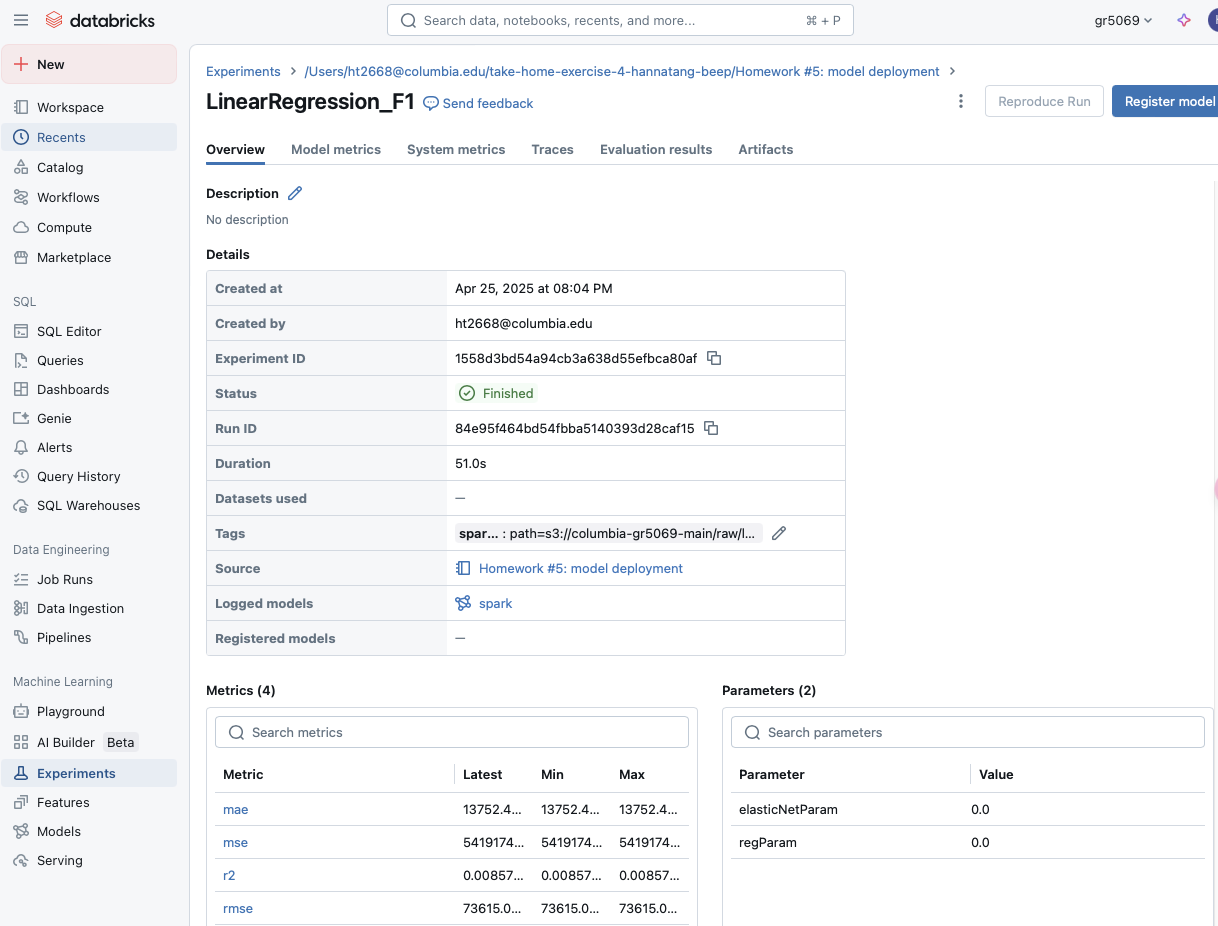 databricks
Search data, notebooks, recents, and more...
⌘ + P
gr5069
New
Workspace
Recents
Catalog
Workflows
Compute
Marketplace
SQL
SQL Editor
Queries
Dashboards
Genie
Alerts
Query History
SQL Warehouses
Data Engineering
Job Runs
Data Ingestion
Pipelines
Machine Learning
Playground
AI Builder Beta
Experiments
Features
Models
Serving
Experiments > /Users/ht2668@columbia.edu/take-home-exercise-4-hannatang-beep/Homework #5: model deployment >
LinearRegression_F1 Send feedback
Reproduce Run
Register model
Overview Model metrics System metrics Traces Evaluation results Artifacts
Description
No description
Details
Created at Apr 25, 2025 at 08:04 PM
Created by ht2668@columbia.edu
Experiment ID 1558d3bd54a94cb3a638d55efbca80af
Status Finished
Run ID 84e95f464bd54fbba5140393d28caf15
Duration 51.0s
Datasets used —
Tags spar... : path=s3://columbia-gr5069-main/raw/l...
Source Homework #5: model deployment
Logged models spark
Registered models —
Metrics (4)
Search metrics
Metric Latest Min Max
mae 13752.4... 13752.4... 13752.4...
mse 5419174... 5419174... 5419174...
r2 0.00857... 0.00857... 0.00857...
rmse 73615.0... 73615.0... 73615.0...
Parameters (2)
Search parameters
Parameter Value
elasticNetParam 0.0
regParam 0.0